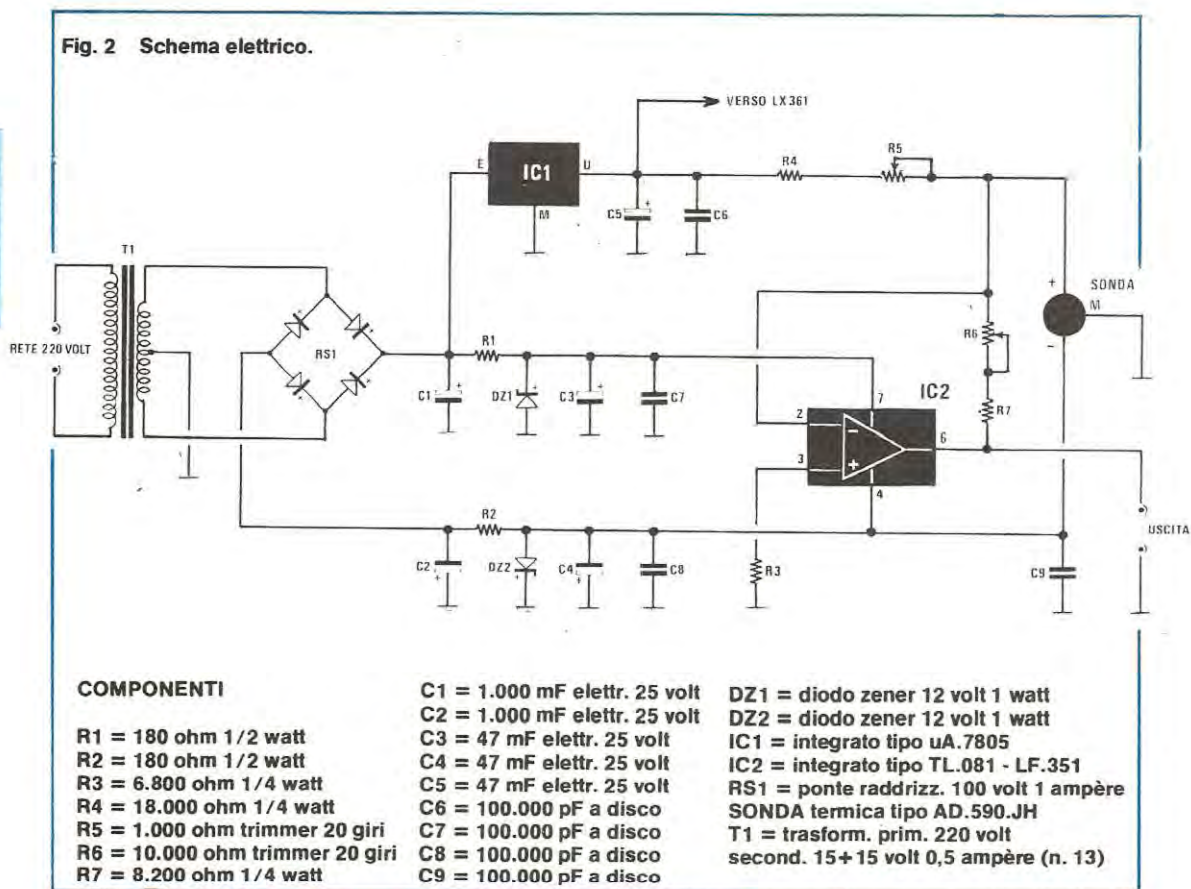 Fig. 2 Schema elettrico.
VERSO LX361
E
IC1
U
M
R4
R5
C5
+
C6
T1
RETE 220 VOLT
RS1
R1
C1
+
DZ1
C3
+
C7
R6
+
SONDA
M
-
IC2
7
R7
2
-
6
3
+
4
R2
C2
+
DZ2
C4
+
C8
R3
C9
USCITA
COMPONENTI
R1 = 180 ohm 1/2 watt
R2 = 180 ohm 1/2 watt
R3 = 6.800 ohm 1/4 watt
R4 = 18.000 ohm 1/4 watt
R5 = 1.000 ohm trimmer 20 giri
R6 = 10.000 ohm trimmer 20 giri
R7 = 8.200 ohm 1/4 watt
C1 = 1.000 mF elettr. 25 volt
C2 = 1.000 mF elettr. 25 volt
C3 = 47 mF elettr. 25 volt
C4 = 47 mF elettr. 25 volt
C5 = 47 mF elettr. 25 volt
C6 = 100.000 pF a disco
C7 = 100.000 pF a disco
C8 = 100.000 pF a disco
C9 = 100.000 pF a disco
DZ1 = diodo zener 12 volt 1 watt
DZ2 = diodo zener 12 volt 1 watt
IC1 = integrato tipo uA.7805
IC2 = integrato tipo TL.081 - LF.351
RS1 = ponte raddrizz. 100 volt 1 ampère
SONDA termica tipo AD.590.JH
T1 = trasform. prim. 220 volt
second. 15+15 volt 0,5 ampère (n. 13)